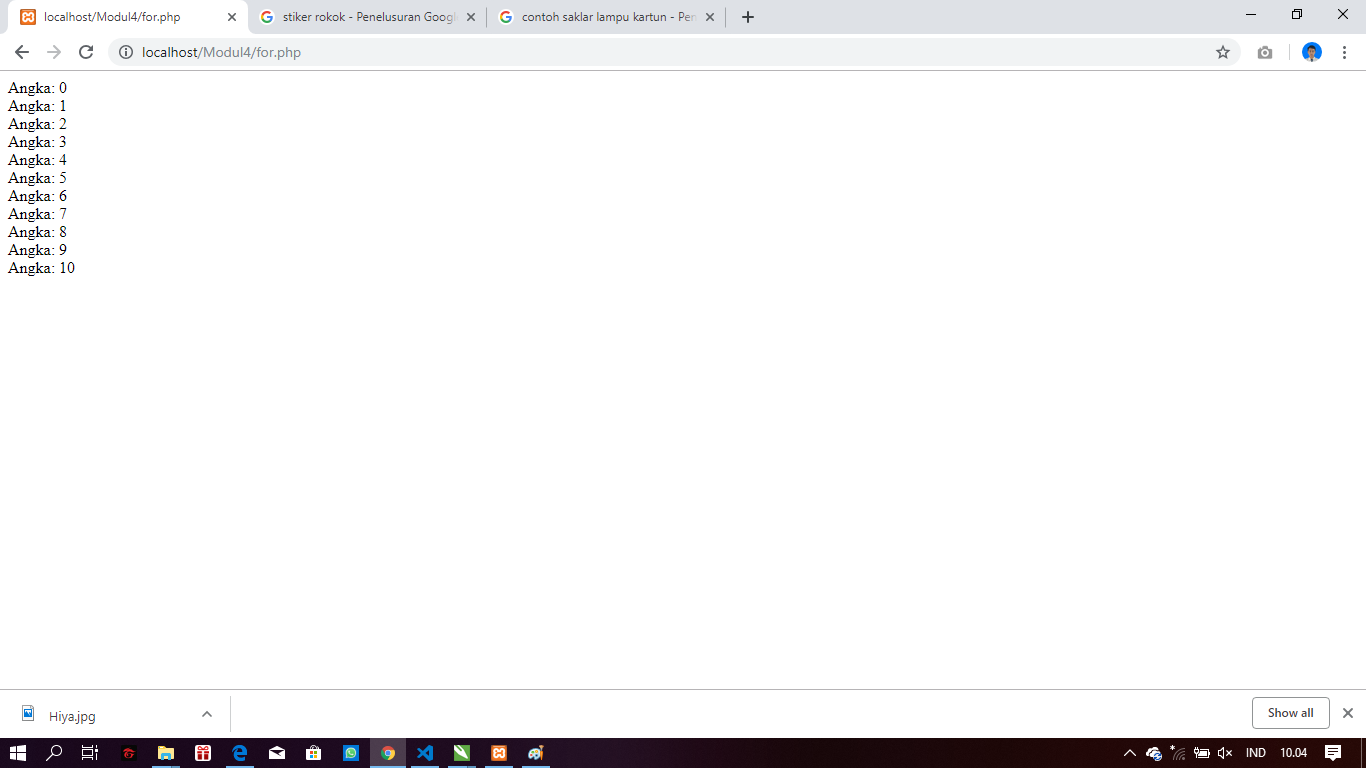 localhost/Modul4/for.php
stiker rokok - Penelusuran Googl
contoh saklar lampu kartun - Pen
localhost/Modul4/for.php
Angka: 0
Angka: 1
Angka: 2
Angka: 3
Angka: 4
Angka: 5
Angka: 6
Angka: 7
Angka: 8
Angka: 9
Angka: 10
Hiya.jpg
Show all
IND
10.04